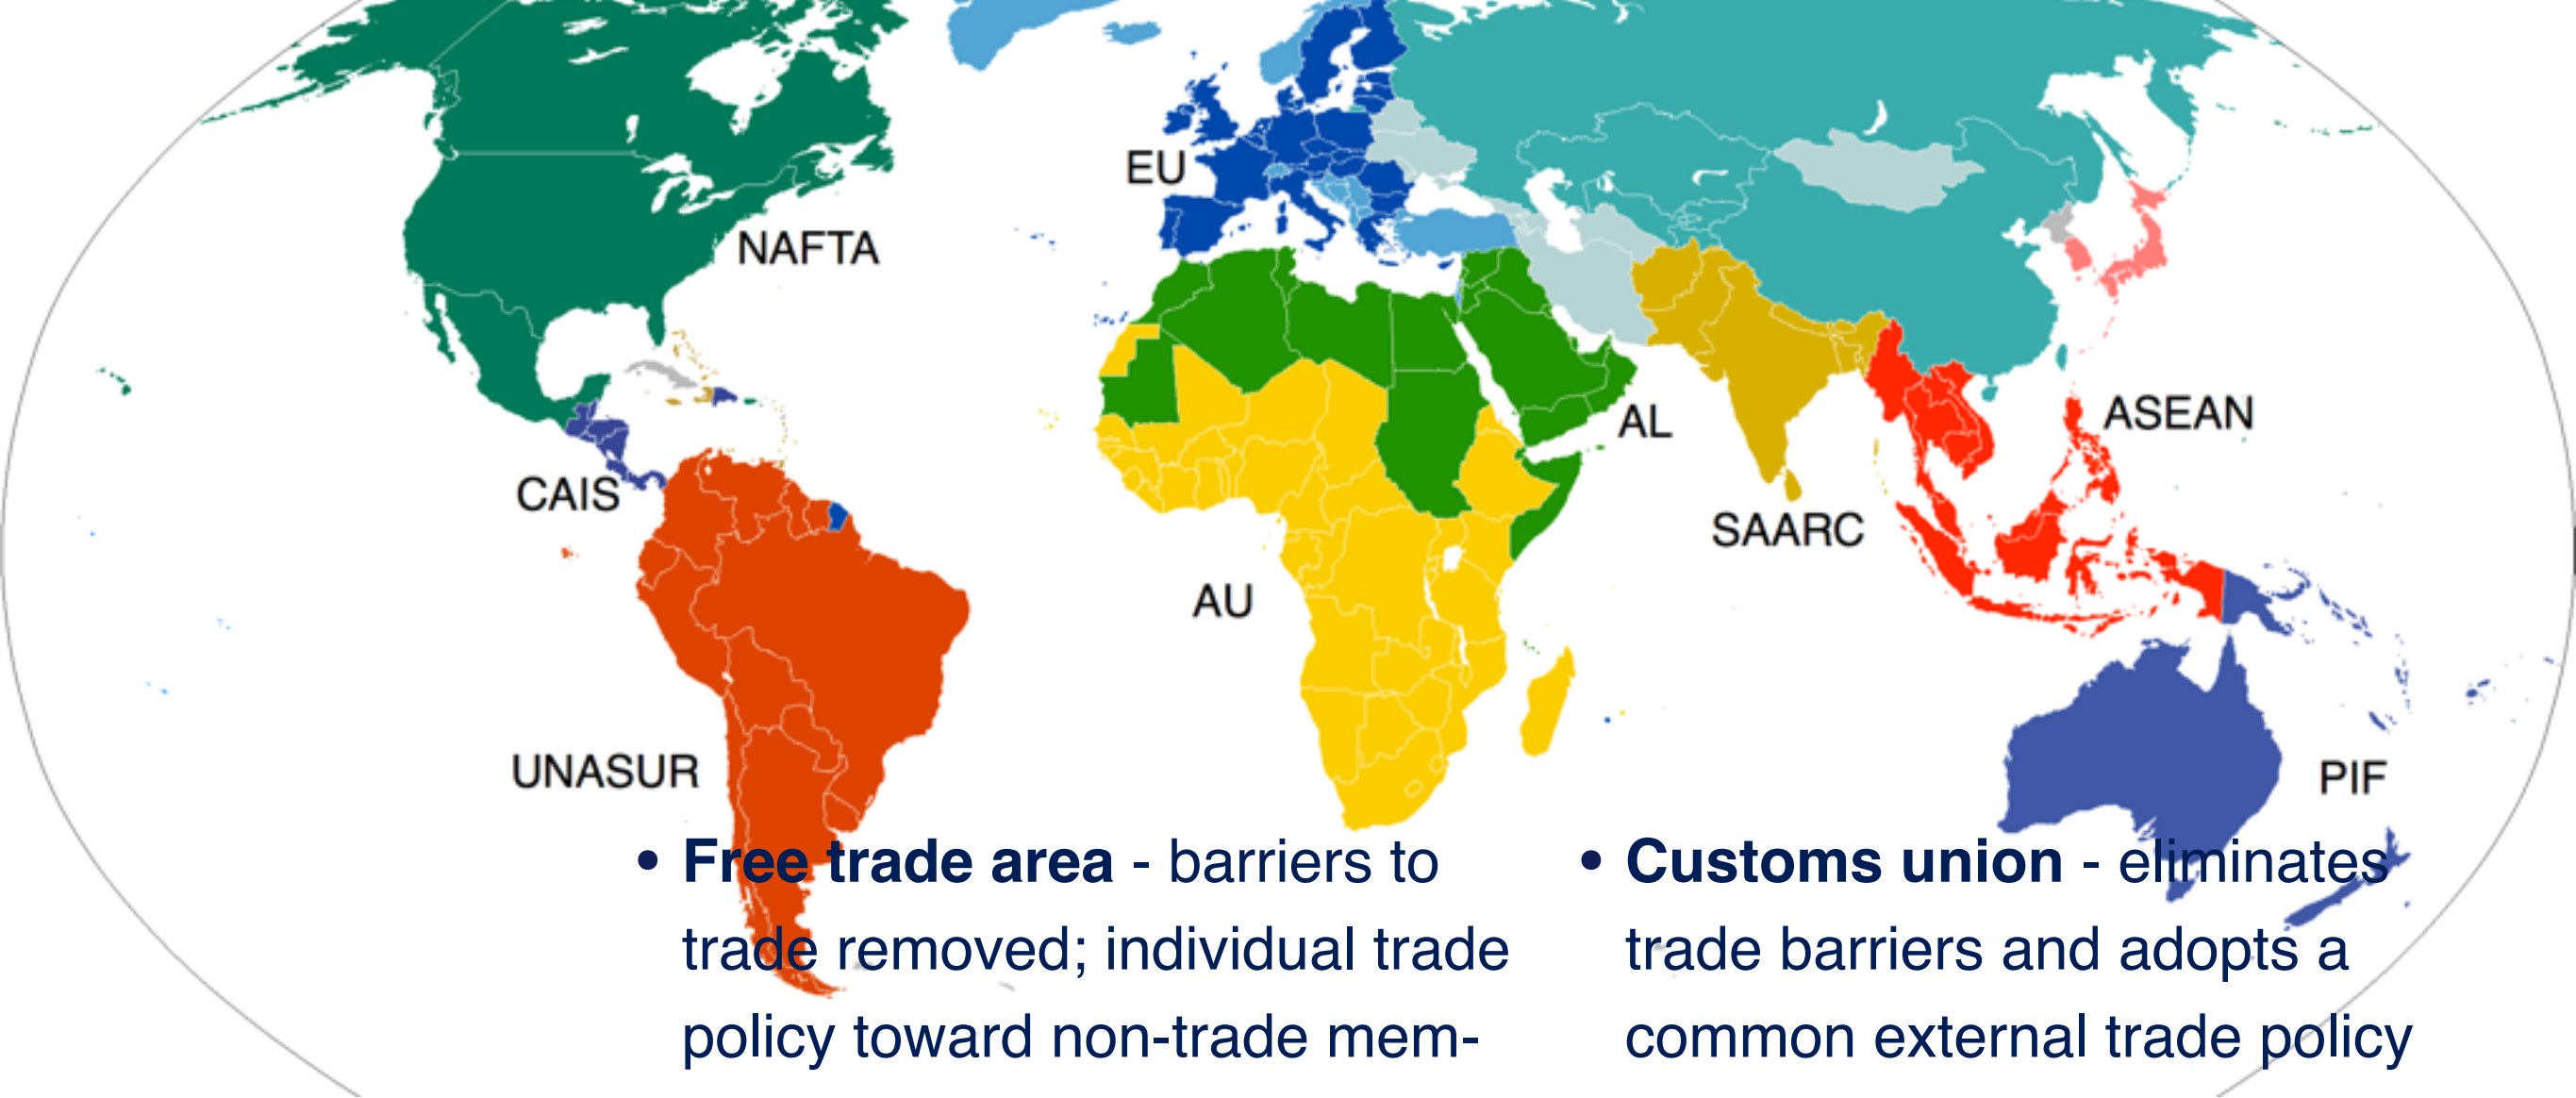 EU
NAFTA
ASEAN
AL
CAIS
SAARC
AU
UNASUR
PIF
• Free trade area - barriers to
trade removed; individual trade
policy toward non-trade mem-
• Customs union - eliminates
trade barriers and adopts a
common external trade policy